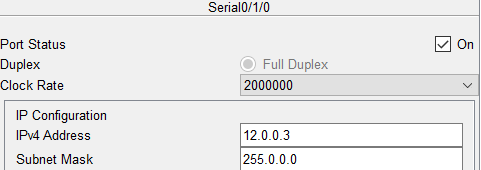 Serial0/1/0
Port Status On
Duplex Full Duplex
Clock Rate 2000000
IP Configuration
IPv4 Address 12.0.0.3
Subnet Mask 255.0.0.0